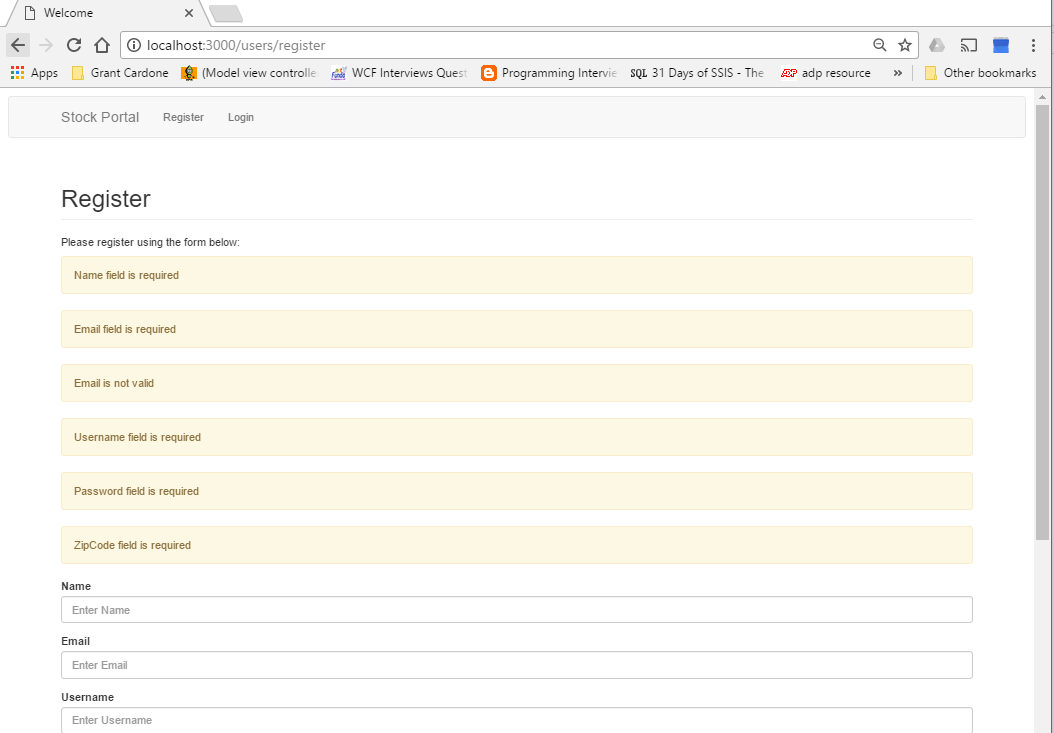 Welcome
localhost:3000/users/register
Apps Grant Cardone (Model view controlle WCF Interviews Quest Programming Intervie SQL 31 Days of SSIS - The ADP adp resource » Other bookmarks
Stock Portal Register Login
Register
Please register using the form below:
Name field is required
Email field is required
Email is not valid
Username field is required
Password field is required
ZipCode field is required
Name
Enter Name
Email
Enter Email
Username
Enter Username